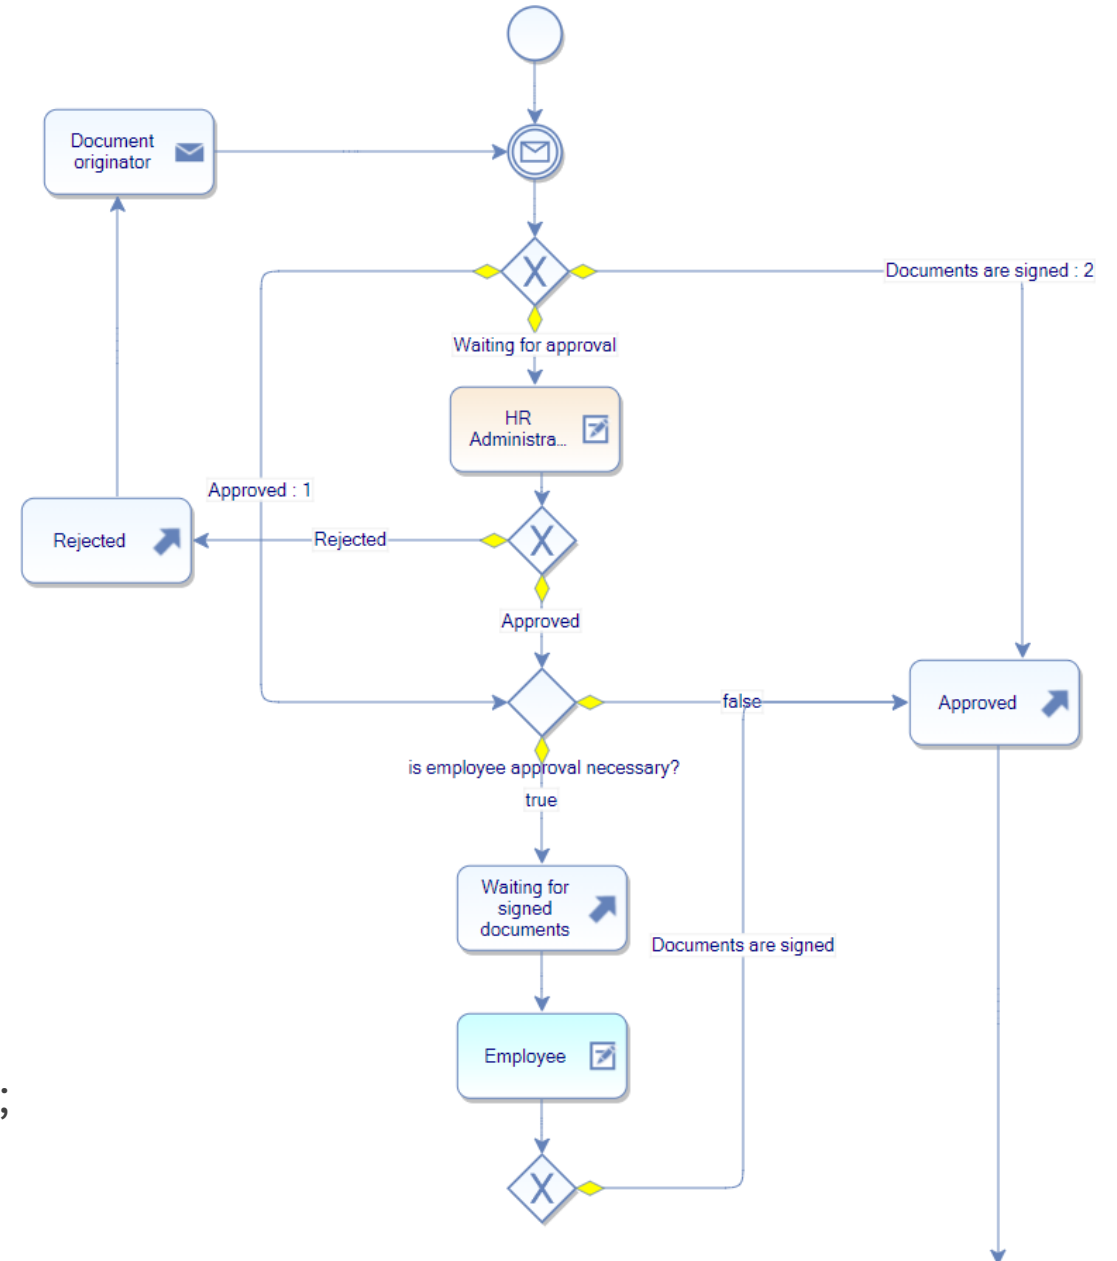 Document
originator
Documents are signed : 2
Waiting for approval
HR
Administra...
Approved : 1
Rejected
Rejected
Approved
false
Approved
is employee approval necessary?
true
Waiting for
signed
documents
Documents are signed
Employee
;
X
X
X